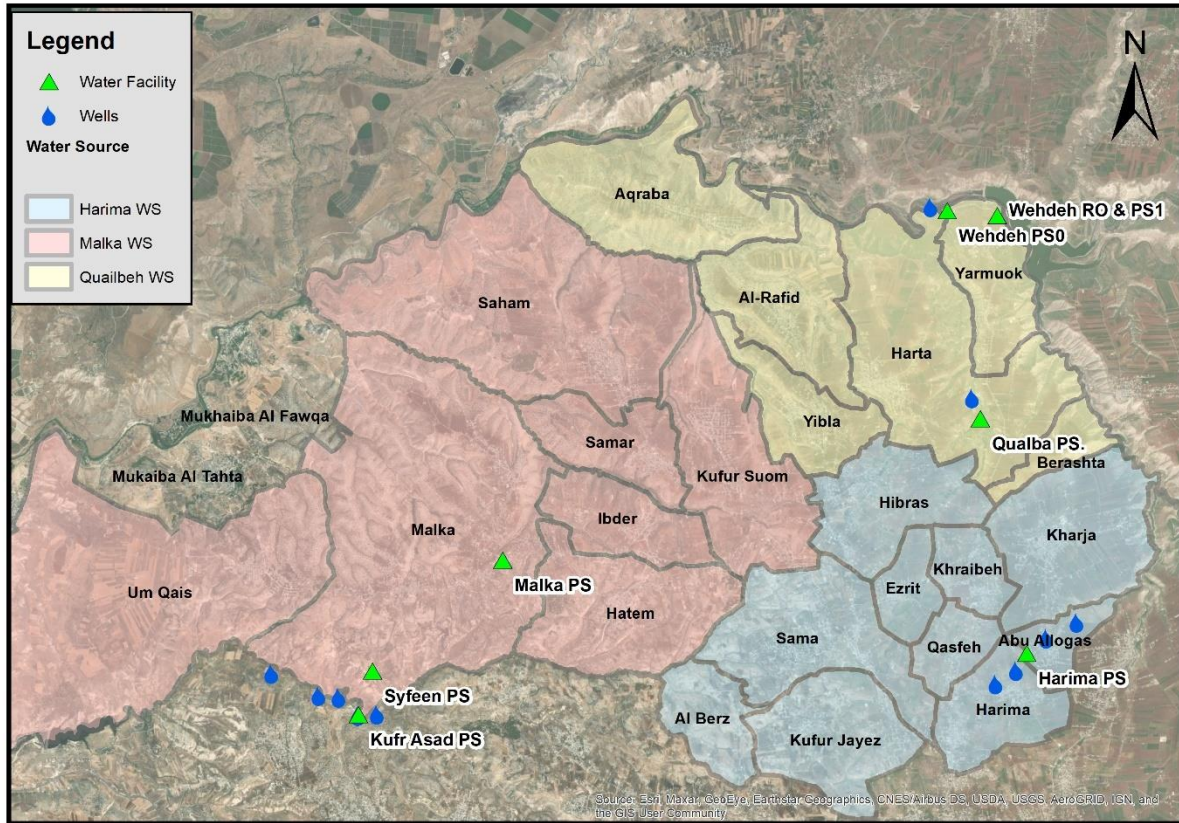 Legend
Water Facility
Wells
Water Source
Harima WS
Malka WS
Quailbeh WS
N
Aqraba
Wehdeh RO & PS1
Wehdeh PS0
Yarmuok
Al-Rafid
Saham
Harta
Mukhaiba Al Fawqa
Samar
Yibla
Qualba PS.
Berashta
Mukaiba Al Tahta
Kufur Suom
Hibras
Ibder
Malka
Kharja
Khraibeh
Um Qais
Malka PS
Ezrit
Hatem
Sama
Qasfeh
Abu Allogas
Harima PS
Syfeen PS
Harima
Al Berz
Kufr Asad PS
Kufur Jayez
Source: Esri, Maxar, GeoEye, Earthstar Geographics, CNES/Airbus DS, USDA, USGS, AeroGRID, IGN, and
the GIS User Community